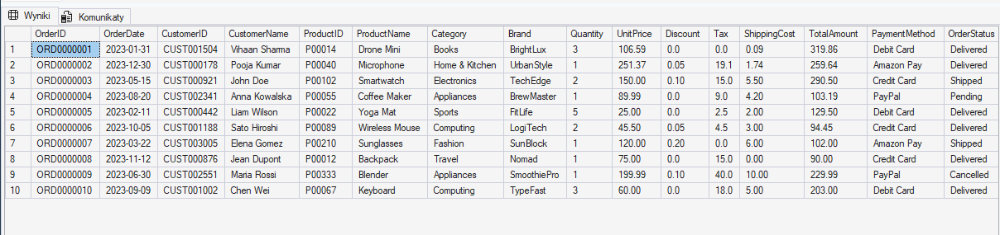 Wyniki Komunikaty
OrderID OrderDate CustomerID CustomerName ProductID ProductName Category Brand Quantity UnitPrice Discount Tax ShippingCost TotalAmount PaymentMethod OrderStatus
1 ORD0000001 2023-01-31 CUST001504 Vihaan Sharma P00014 Drone Mini Books BrightLux 3 106.59 0.0 0.0 0.09 319.86 Debit Card Delivered
2 ORD0000002 2023-12-30 CUST000178 Pooja Kumar P00040 Microphone Home & Kitchen UrbanStyle 1 251.37 0.05 19.1 1.74 259.64 Amazon Pay Delivered
3 ORD0000003 2023-05-15 CUST000921 John Doe P00102 Smartwatch Electronics TechEdge 2 150.00 0.10 15.0 5.50 290.50 Credit Card Shipped
4 ORD0000004 2023-08-20 CUST002341 Anna Kowalska P00055 Coffee Maker Appliances BrewMaster 1 89.99 0.0 9.0 4.20 103.19 PayPal Pending
5 ORD0000005 2023-02-11 CUST000442 Liam Wilson P00022 Yoga Mat Sports FitLife 5 25.00 0.0 2.5 2.00 129.50 Debit Card Delivered
6 ORD0000006 2023-10-05 CUST001188 Sato Hiroshi P00089 Wireless Mouse Computing LogiTech 2 45.50 0.05 4.5 3.00 94.45 Credit Card Delivered
7 ORD0000007 2023-03-22 CUST003005 Elena Gomez P00210 Sunglasses Fashion SunBlock 1 120.00 0.20 0.0 6.00 102.00 Amazon Pay Shipped
8 ORD0000008 2023-11-12 CUST000876 Jean Dupont P00012 Backpack Travel Nomad 1 75.00 0.0 15.0 0.00 90.00 Credit Card Delivered
9 ORD0000009 2023-06-30 CUST002551 Maria Rossi P00333 Blender Appliances SmoothiePro 1 199.99 0.10 40.0 10.00 229.99 PayPal Cancelled
10 ORD0000010 2023-09-09 CUST001002 Chen Wei P00067 Keyboard Computing TypeFast 3 60.00 0.0 18.0 5.00 203.00 Debit Card Delivered